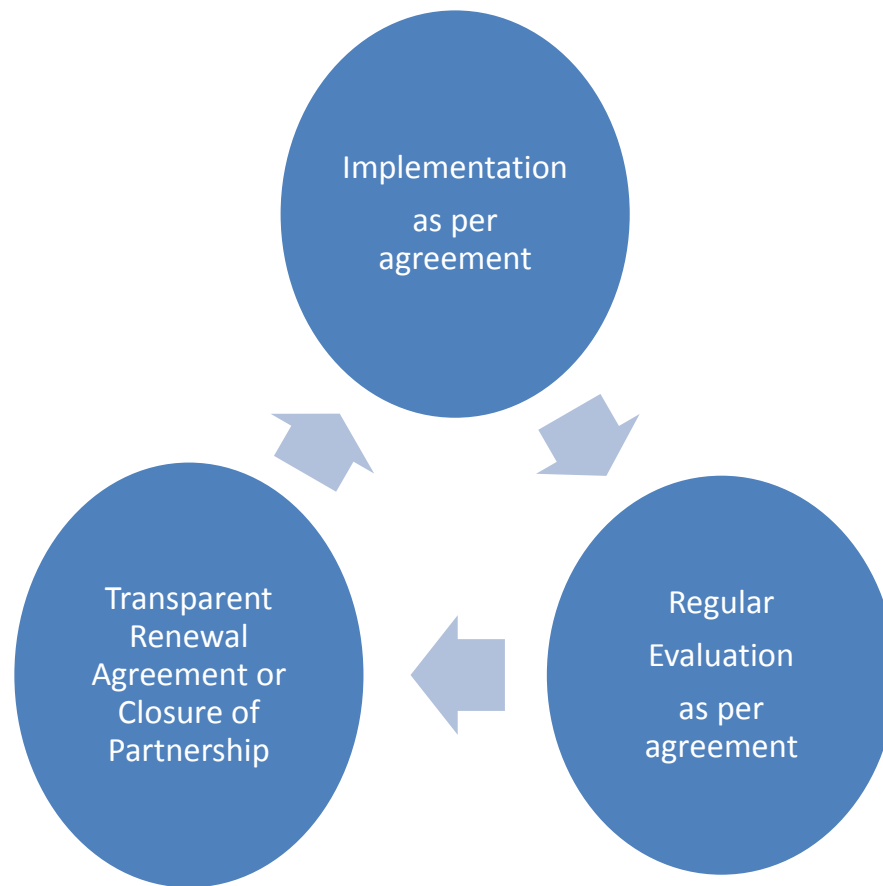 Implementation
as per
agreement
Regular
Evaluation
as per
agreement
Transparent
Renewal
Agreement or
Closure of
Partnership